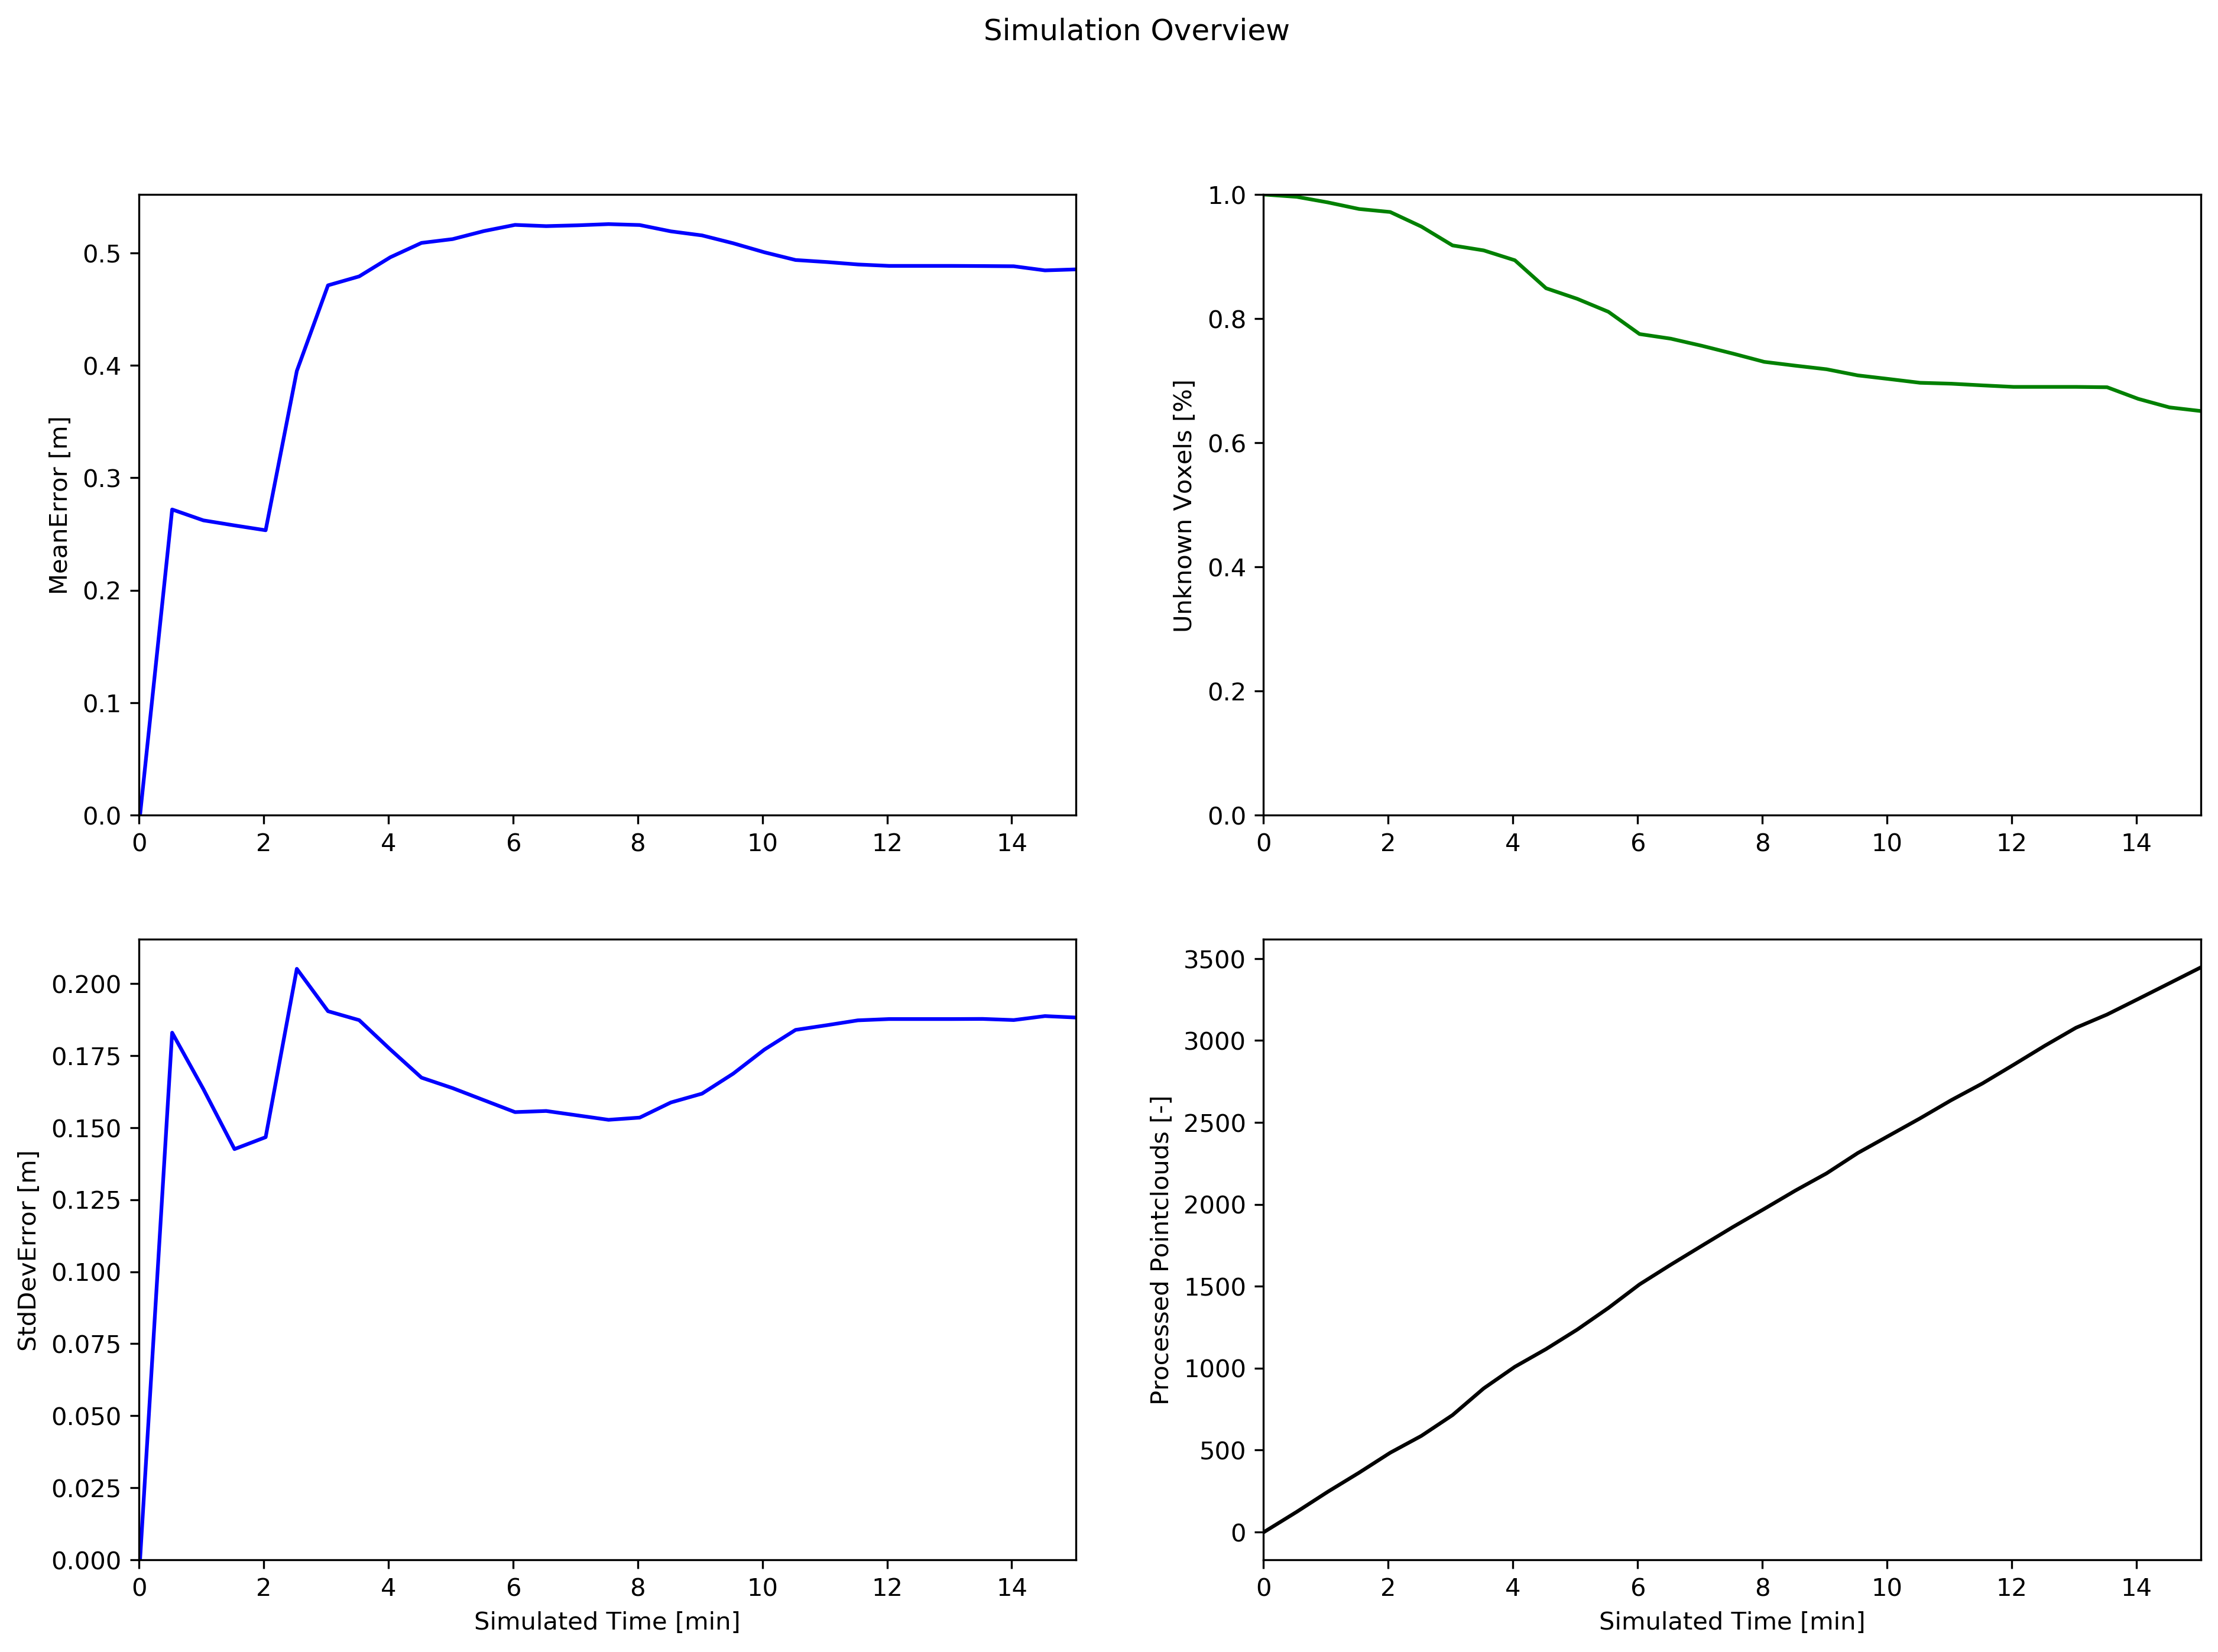 Simulation Overview
MeanError [m]
0.5
0.4
0.3
0.2
0.1
0.0
0 2 4 6 8 10 12 14
Unknown Voxels [%]
1.0
0.8
0.6
0.4
0.2
0.0
0 2 4 6 8 10 12 14
StdDevError [m]
0.200
0.175
0.150
0.125
0.100
0.075
0.050
0.025
0.000
0 2 4 6 8 10 12 14
Simulated Time [min]
Processed Pointclouds [-]
3500
3000
2500
2000
1500
1000
500
0
0 2 4 6 8 10 12 14
Simulated Time [min]